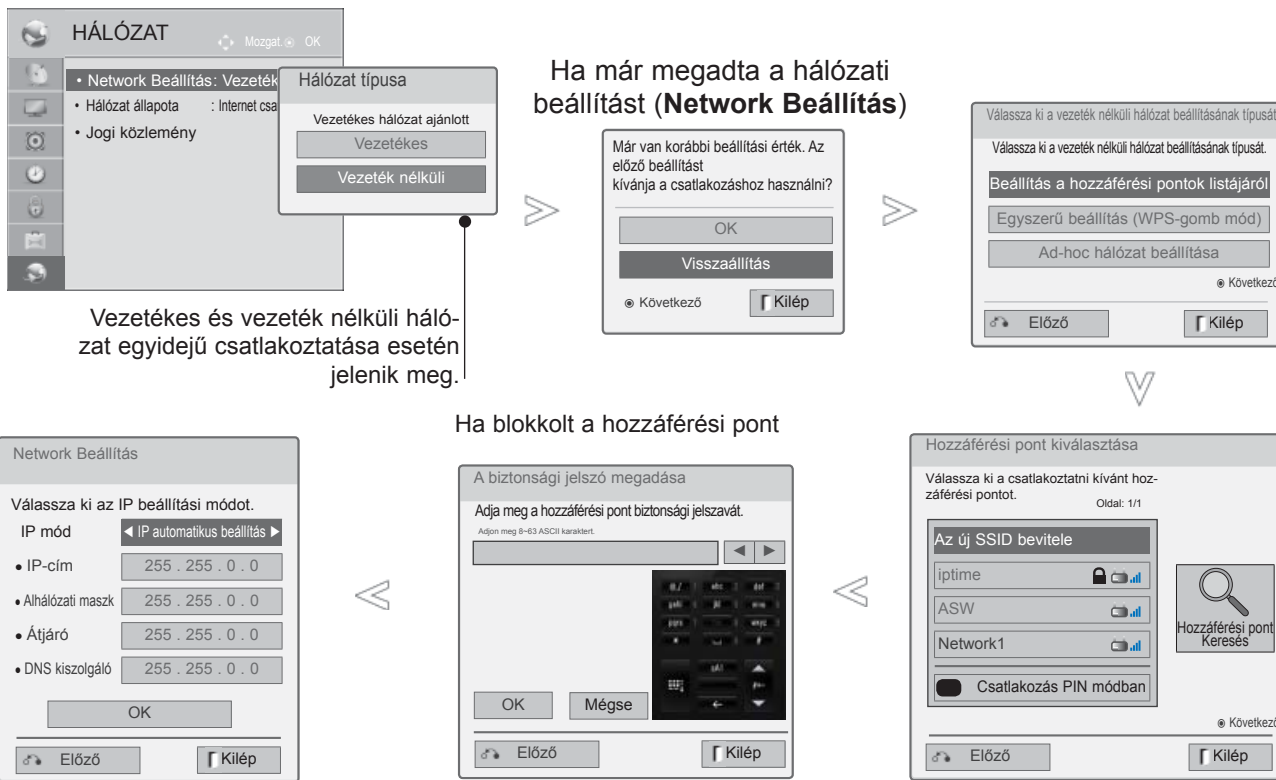 HÁLÓZAT
Mozgat. OK
• Network Beállítás: Vezeték
• Hálózat állapota : Internet csa
• Jogi közlemény
Hálózat típusa
Vezetékes hálózat ajánlott
Vezetékes
Vezeték nélküli
Vezetékes és vezeték nélküli háló-
zat egyidejű csatlakoztatása esetén
jelenik meg.
Ha már megadta a hálózati
beállítást (Network Beállítás)
Már van korábbi beállítási érték. Az
előző beállítást
kívánja a csatlakozáshoz használni?
OK
Visszaállítás
Következő
Kilép
Válassza ki a vezeték nélküli hálózat beállításának típusát
Válassza ki a vezeték nélküli hálózat beállításának típusát.
Beállítás a hozzáférési pontok listájáról
Egyszerű beállítás (WPS-gomb mód)
Ad-hoc hálózat beállítása
Következő
Előző
Kilép
Hozzáférési pont kiválasztása
Válassza ki a csatlakoztatni kívánt hoz-
záférési pontot.
Oldal: 1/1
Az új SSID bevitele
iptime
ASW
Network1
Csatlakozás PIN módban
Hozzáférési pont
Keresés
Következő
Előző
Kilép
Ha blokkolt a hozzáférési pont
A biztonsági jelszó megadása
Adja meg a hozzáférési pont biztonsági jelszavát.
Adjon meg 8~63 ASCII karaktert.
OK
Mégse
Előző
Kilép
Network Beállítás
Válassza ki az IP beállítási módot.
IP mód
◀ IP automatikus beállítás ▶
• IP-cím
255 . 255 . 0 . 0
• Alhálózati maszk
255 . 255 . 0 . 0
• Átjáró
255 . 255 . 0 . 0
• DNS kiszolgáló
255 . 255 . 0 . 0
OK
Előző
Kilép